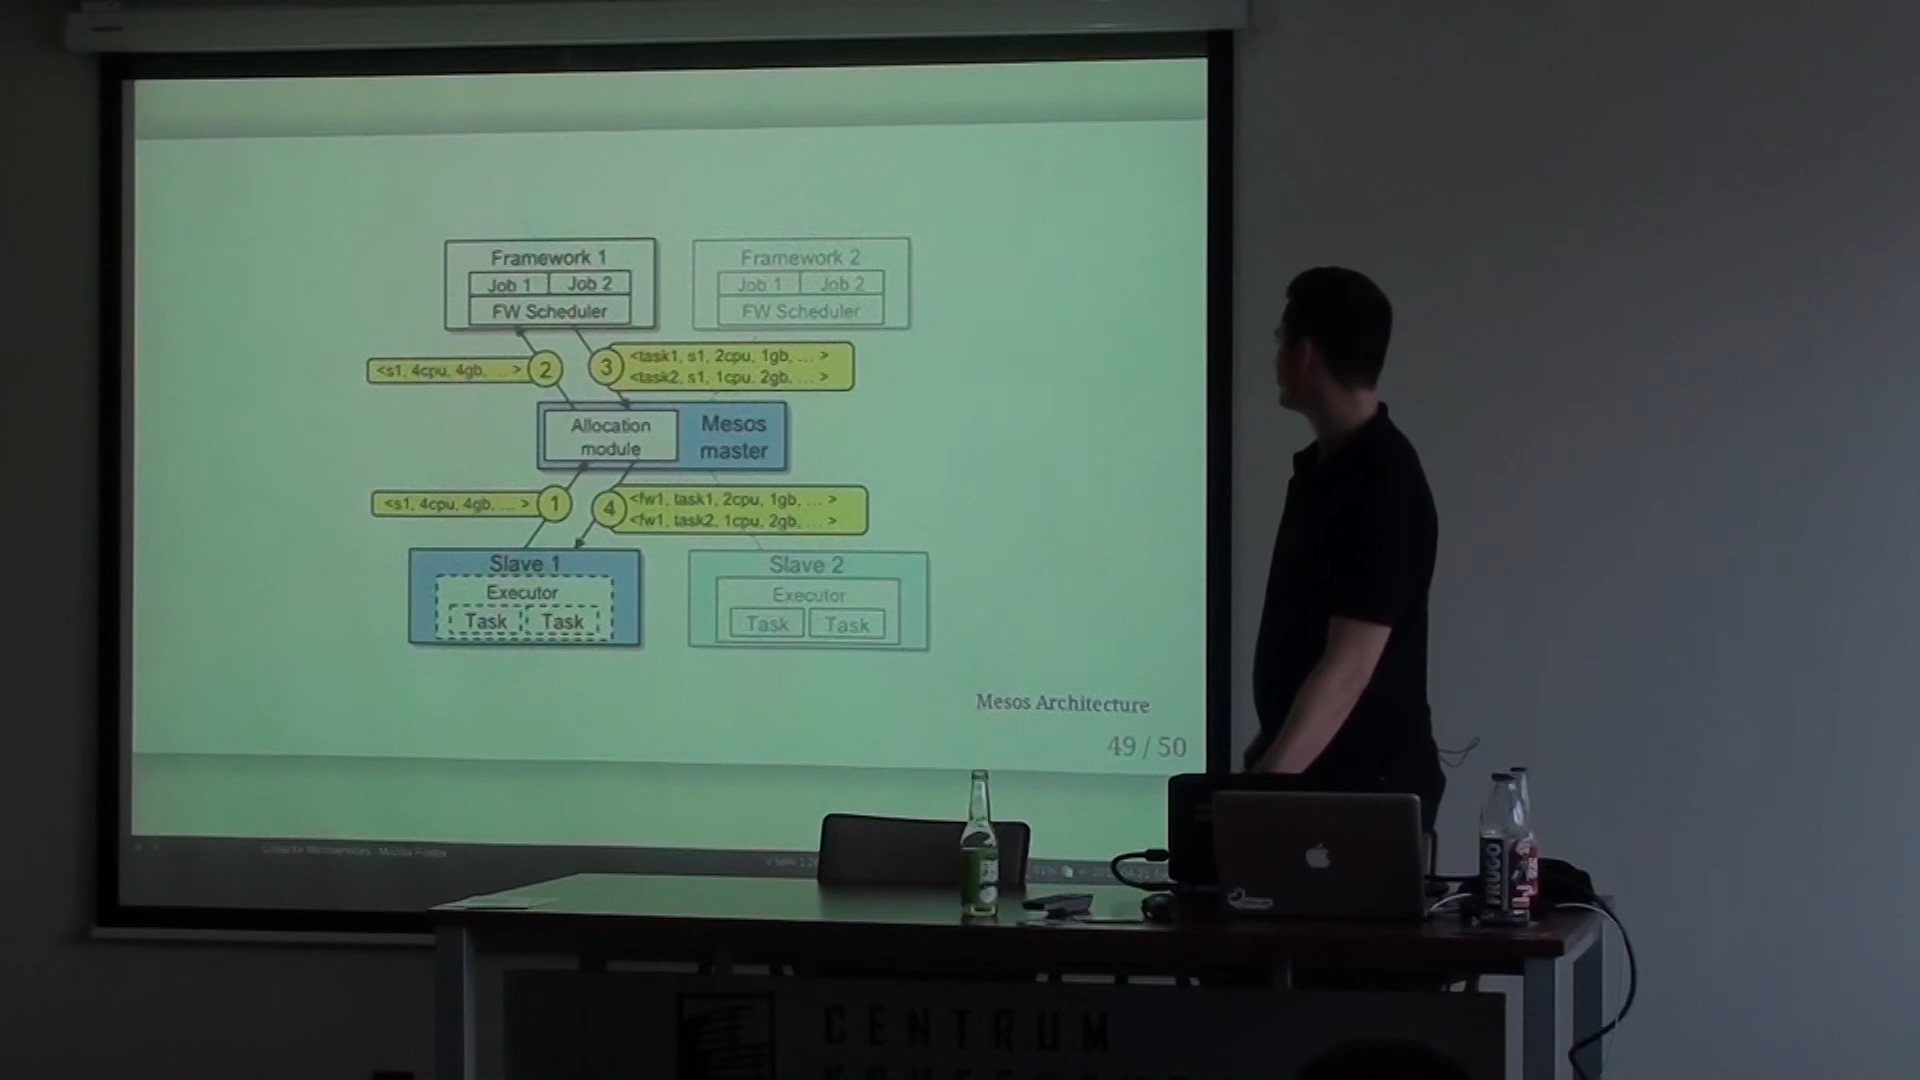 Framework 1
Job 1 Job 2
FW Scheduler
Framework 2
Job 1 Job 2
FW Scheduler
<s1, 4cpu, 4gb, ... >
2
3
<task1, s1, 2cpu, 1gb, ... >
<task2, s1, 1cpu, 2gb, ... >
Allocation
module
Mesos
master
<s1, 4cpu, 4gb, ... >
1
4
<fw1, task1, 2cpu, 1gb, ... >
<fw1, task2, 1cpu, 2gb, ... >
Slave 1
Executor
Task Task
Slave 2
Executor
Task Task
Mesos Architecture
49 / 50
CENTRUM